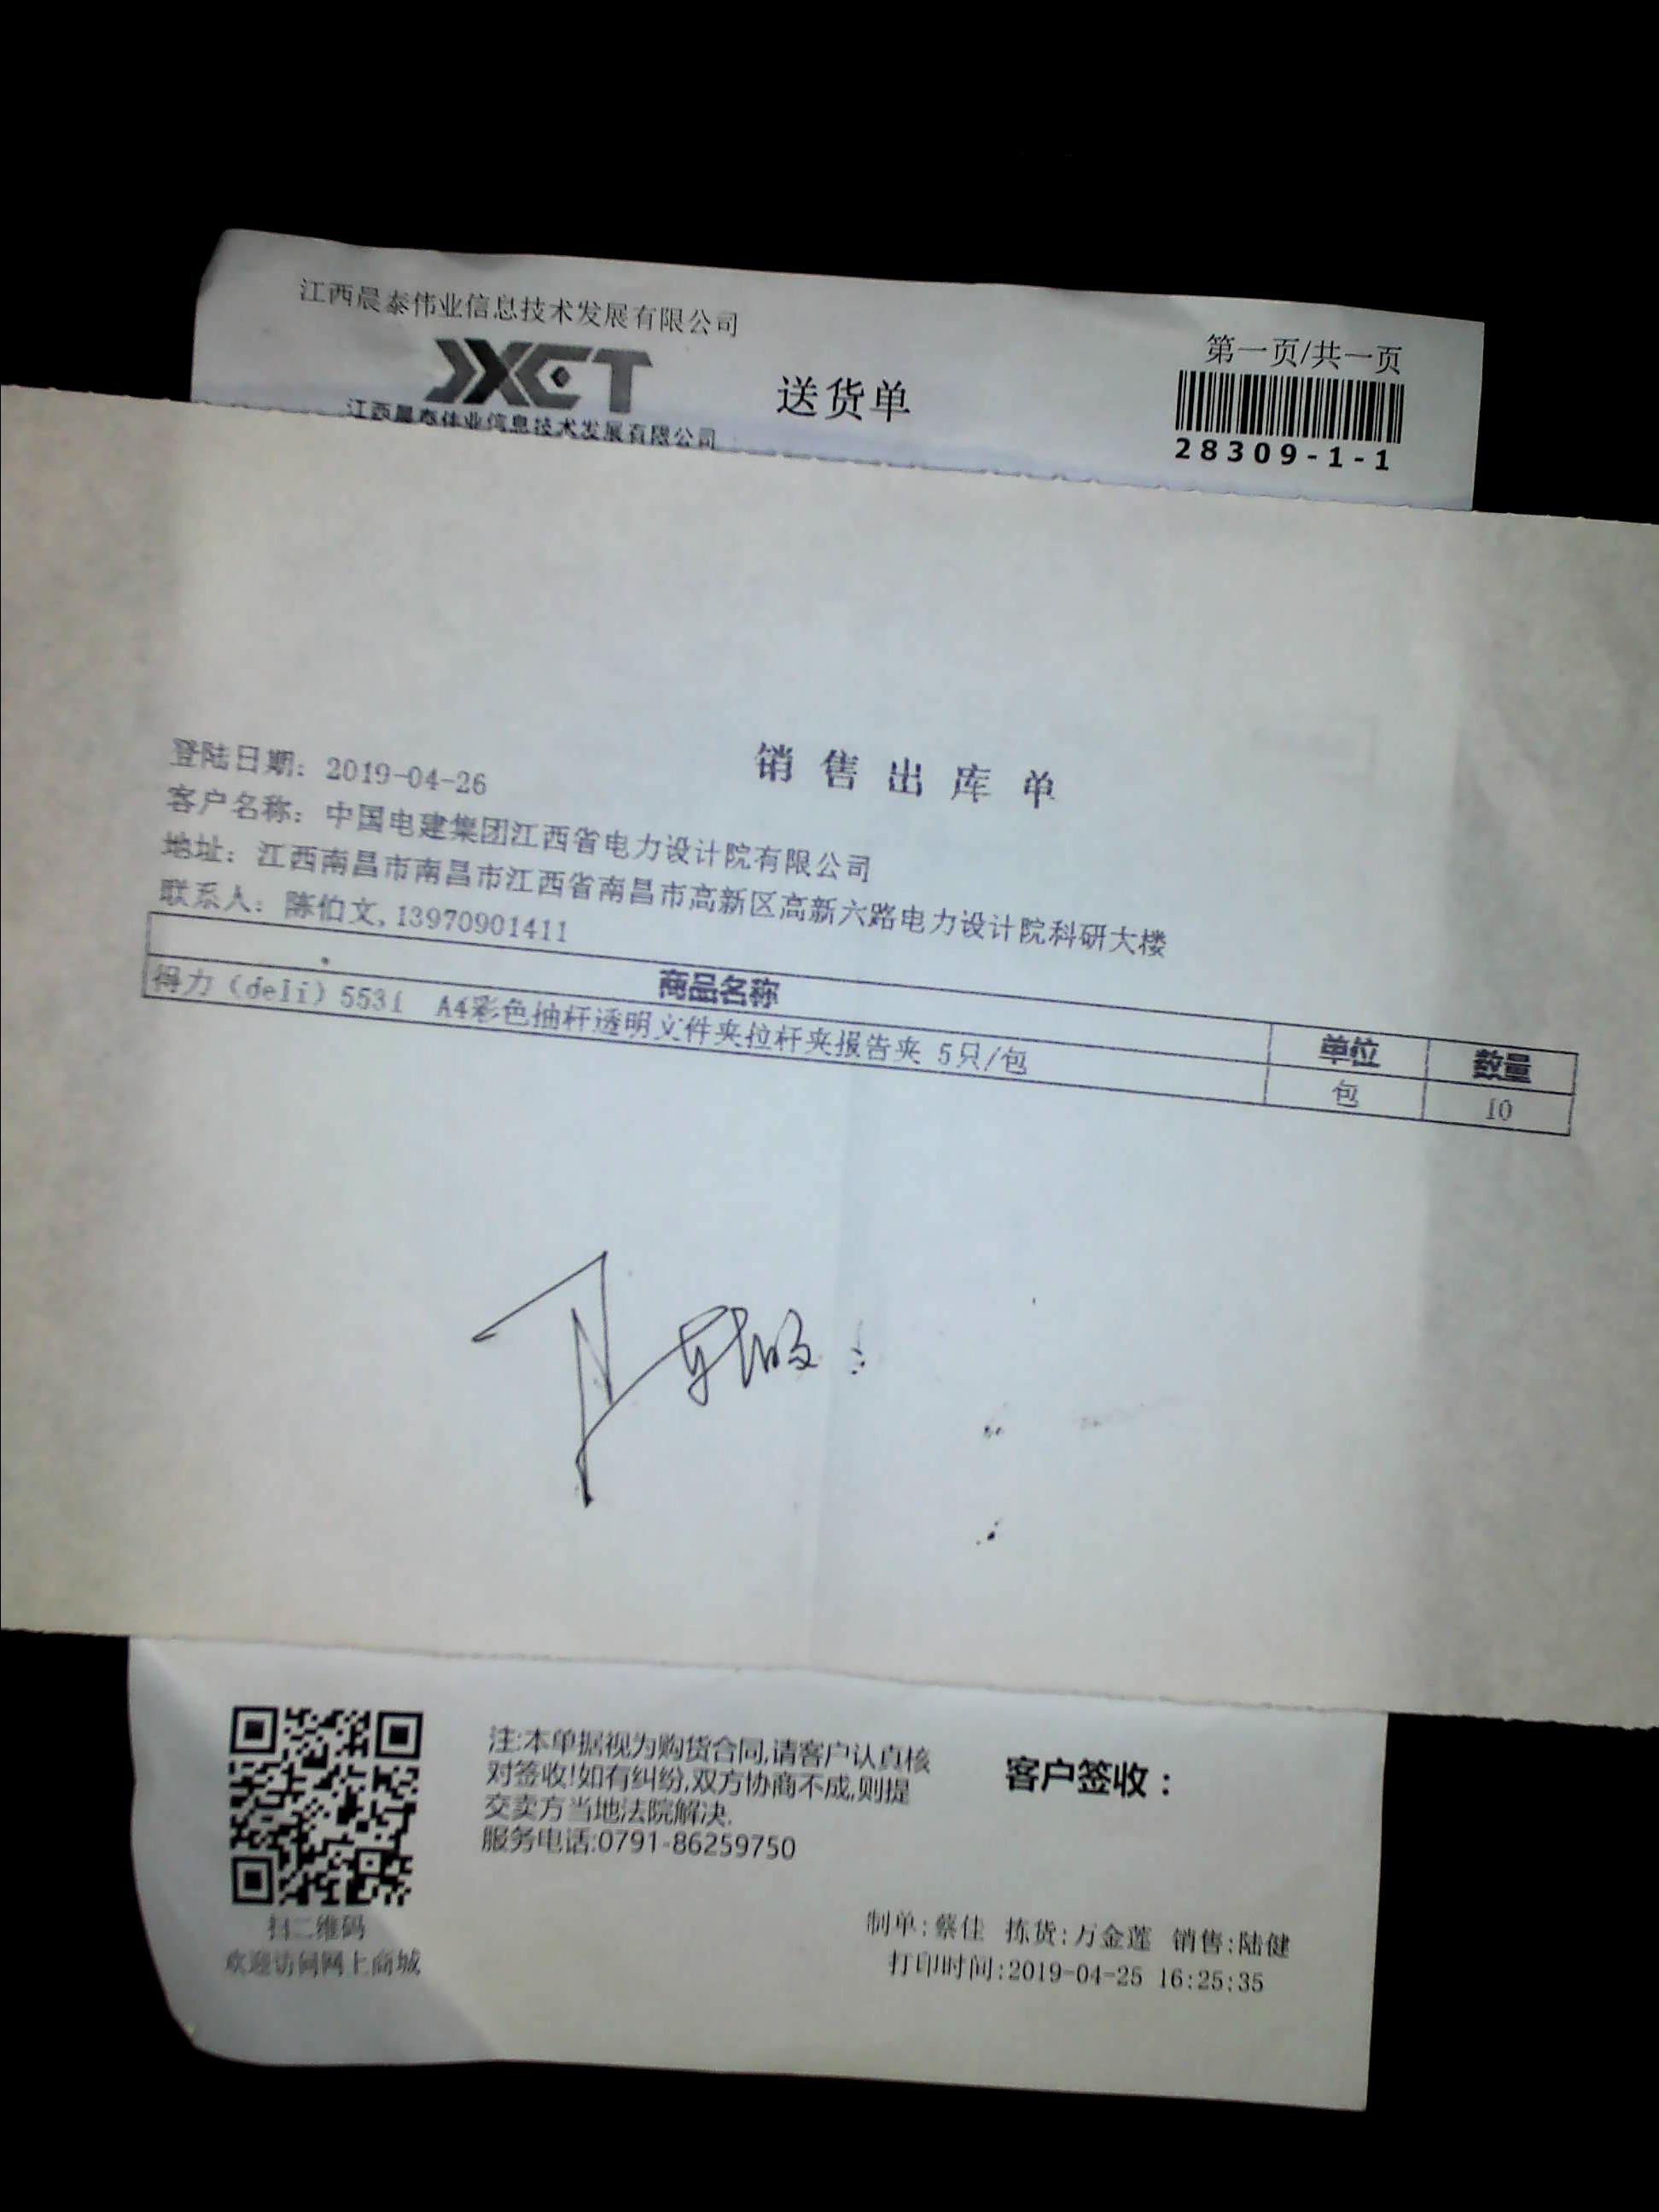 江西晨泰伟业信息技术发展有限公司
JXCT
江西晨泰伟业信息技术发展有限公司
送货单
第一页/共一页
28309-1-1
销售出库单
登陆日期：2019-04-26
客户名称：中国电建集团江西省电力设计院有限公司
地址：江西南昌市南昌市江西省南昌市高新区高新六路电力设计院科研大楼
联系人：陈伯文,13970901411
商品名称 单位 数量
得力（deli）5531 A4彩色抽杆透明文件夹拉杆夹报告夹 5只/包 包 10
注:本单据视为购货合同,请客户认真核
对签收!如有纠纷,双方协商不成,则提
交卖方当地法院解决.
服务电话:0791-86259750
客户签收：
扫二维码
欢迎访问网上商城
制单:蔡佳 拣货:万金莲 销售:陆健
打印时间:2019-04-25 16:25:35